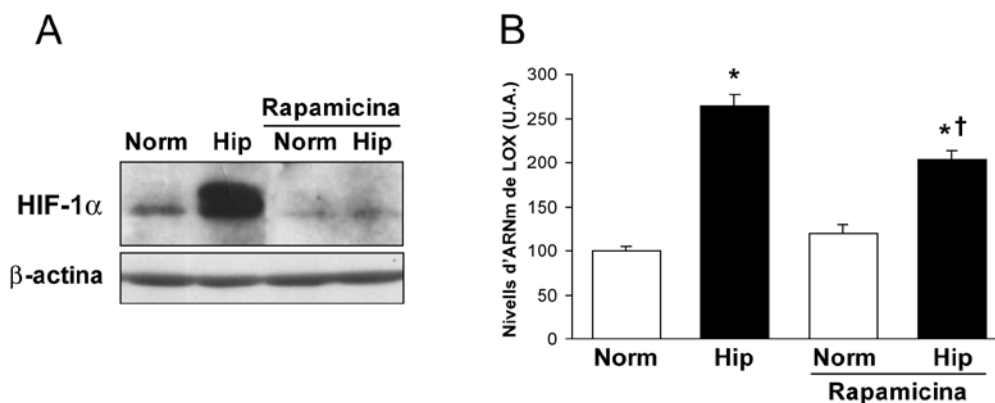 A
Rapamicina
Norm Hip Norm Hip
HIF-1α
β-actina
B
Nivells d'ARNm de LOX (U.A.)
300
250
200
150
100
50
0
*
*†
Norm Hip Norm Hip
Rapamicina